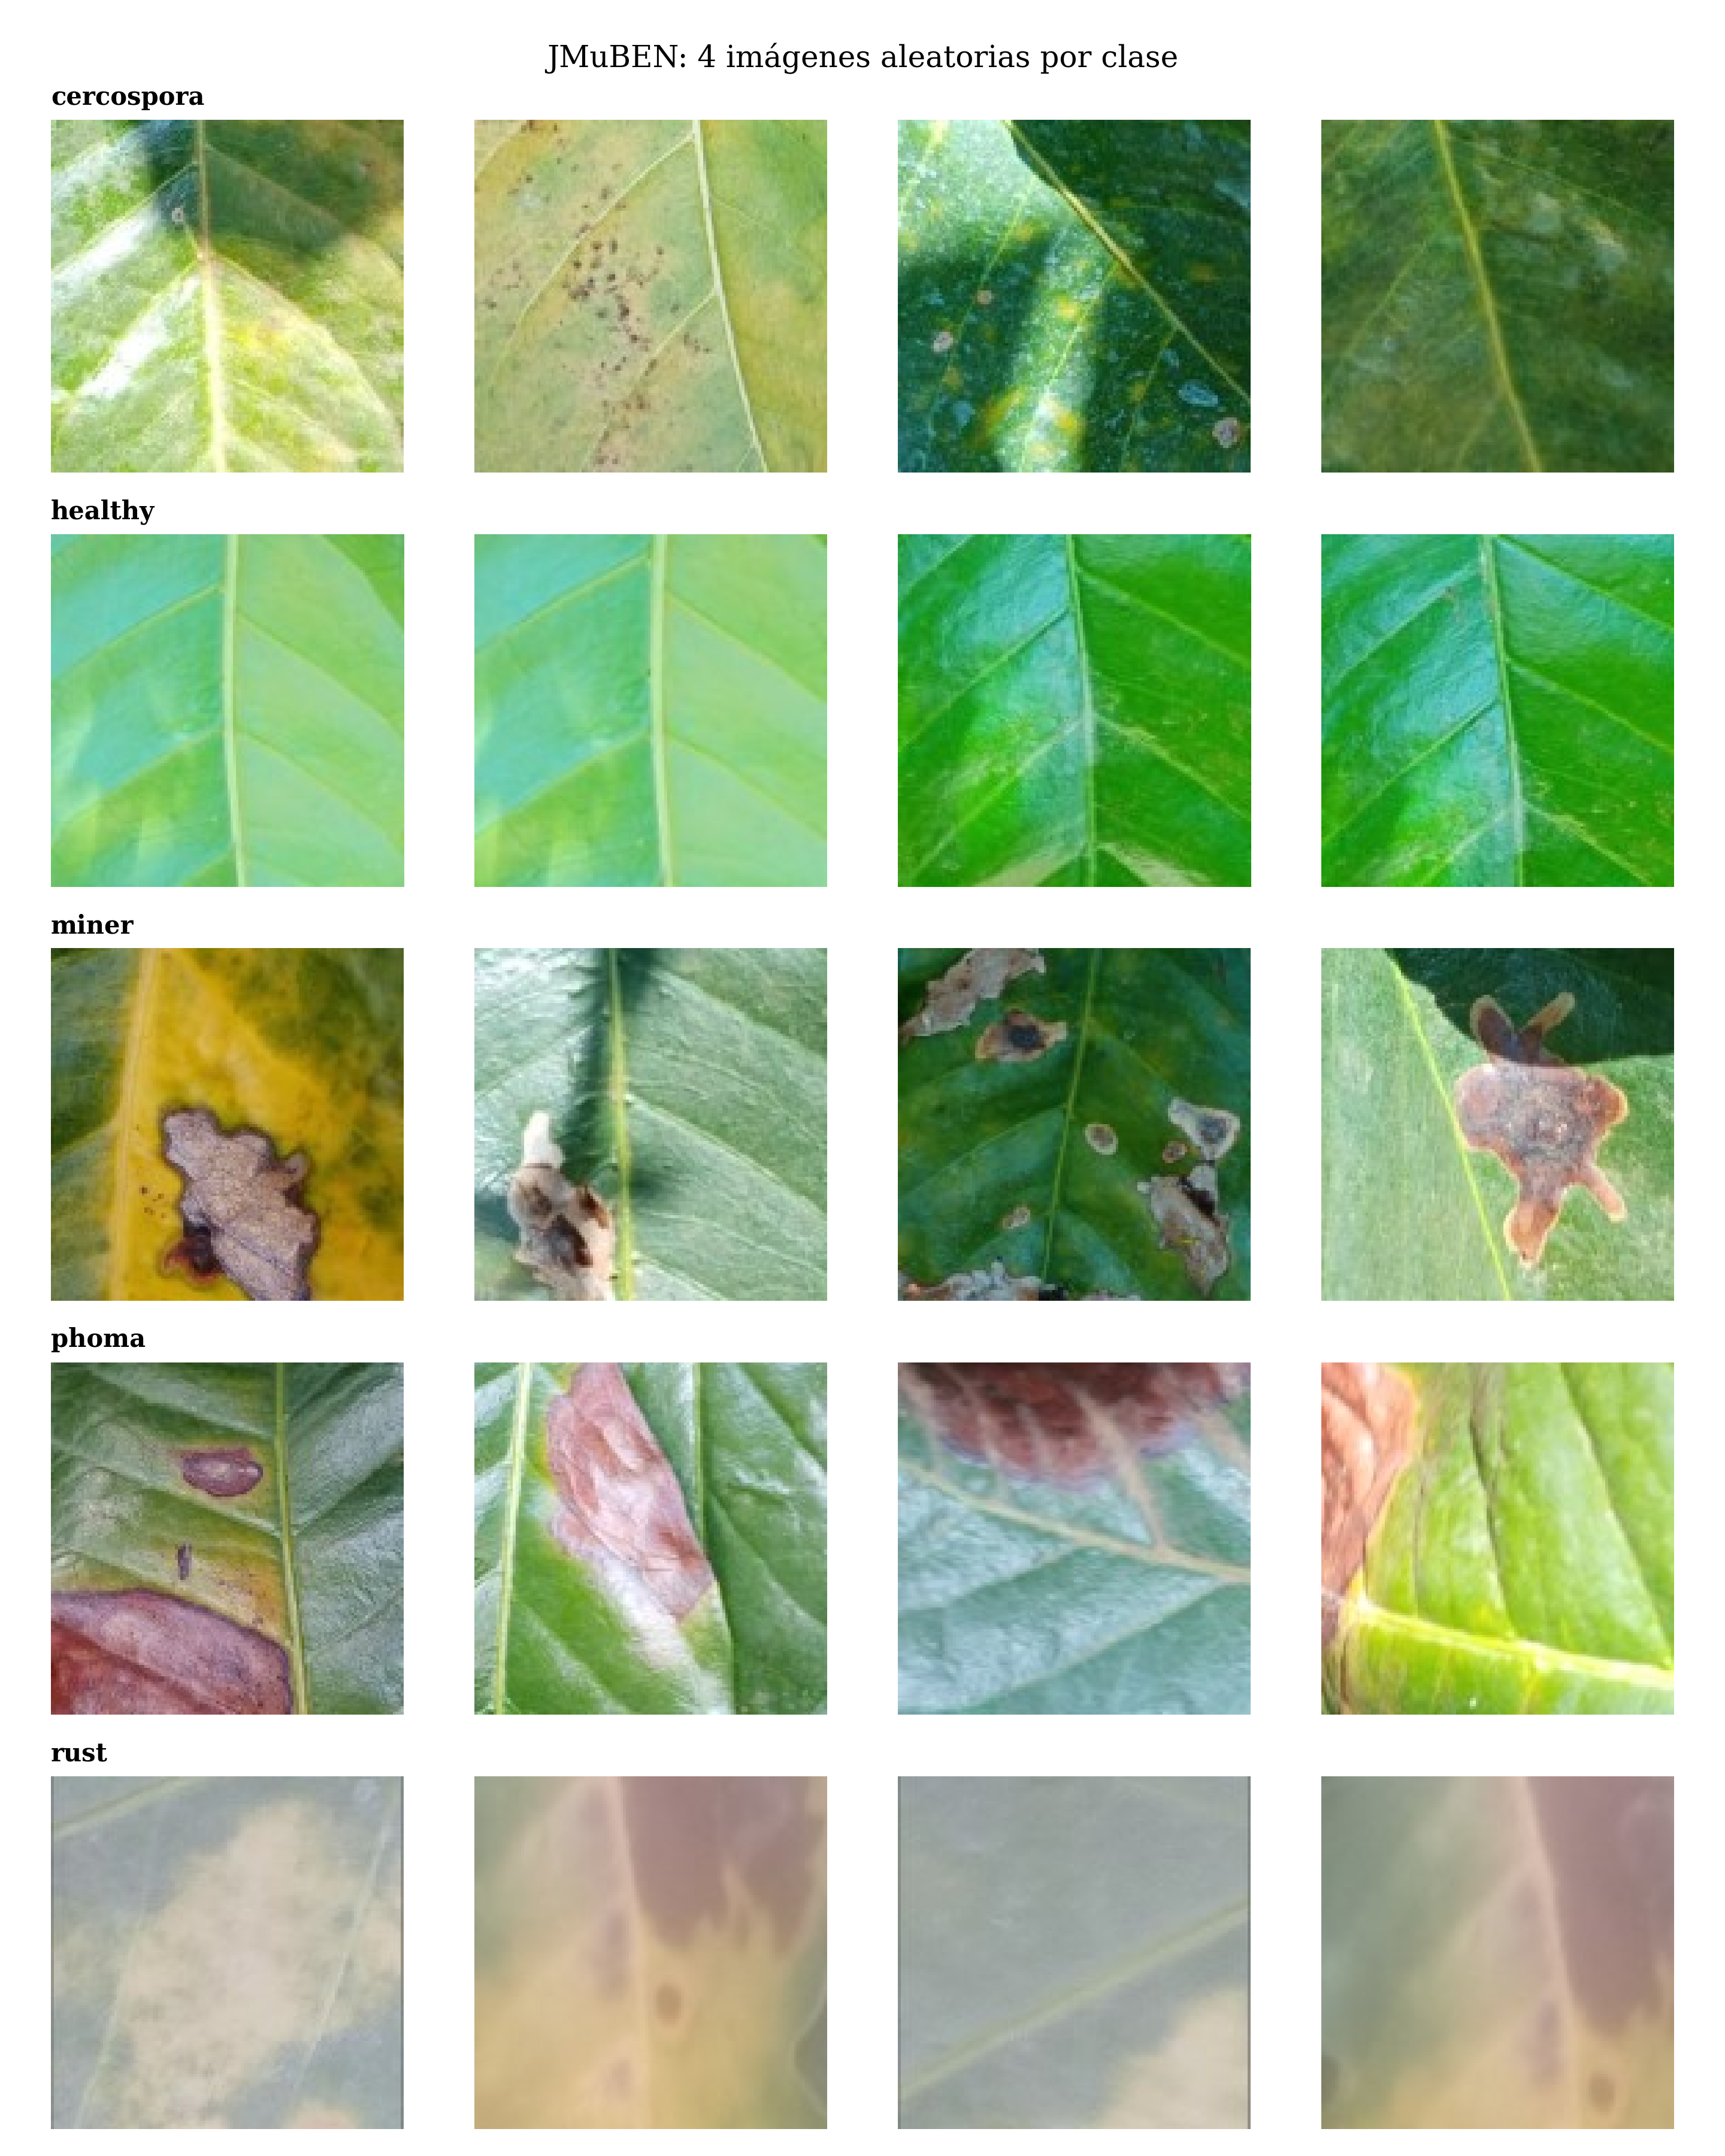 JMuBEN: 4 imágenes aleatorias por clase
cercospora
healthy
miner
phoma
rust